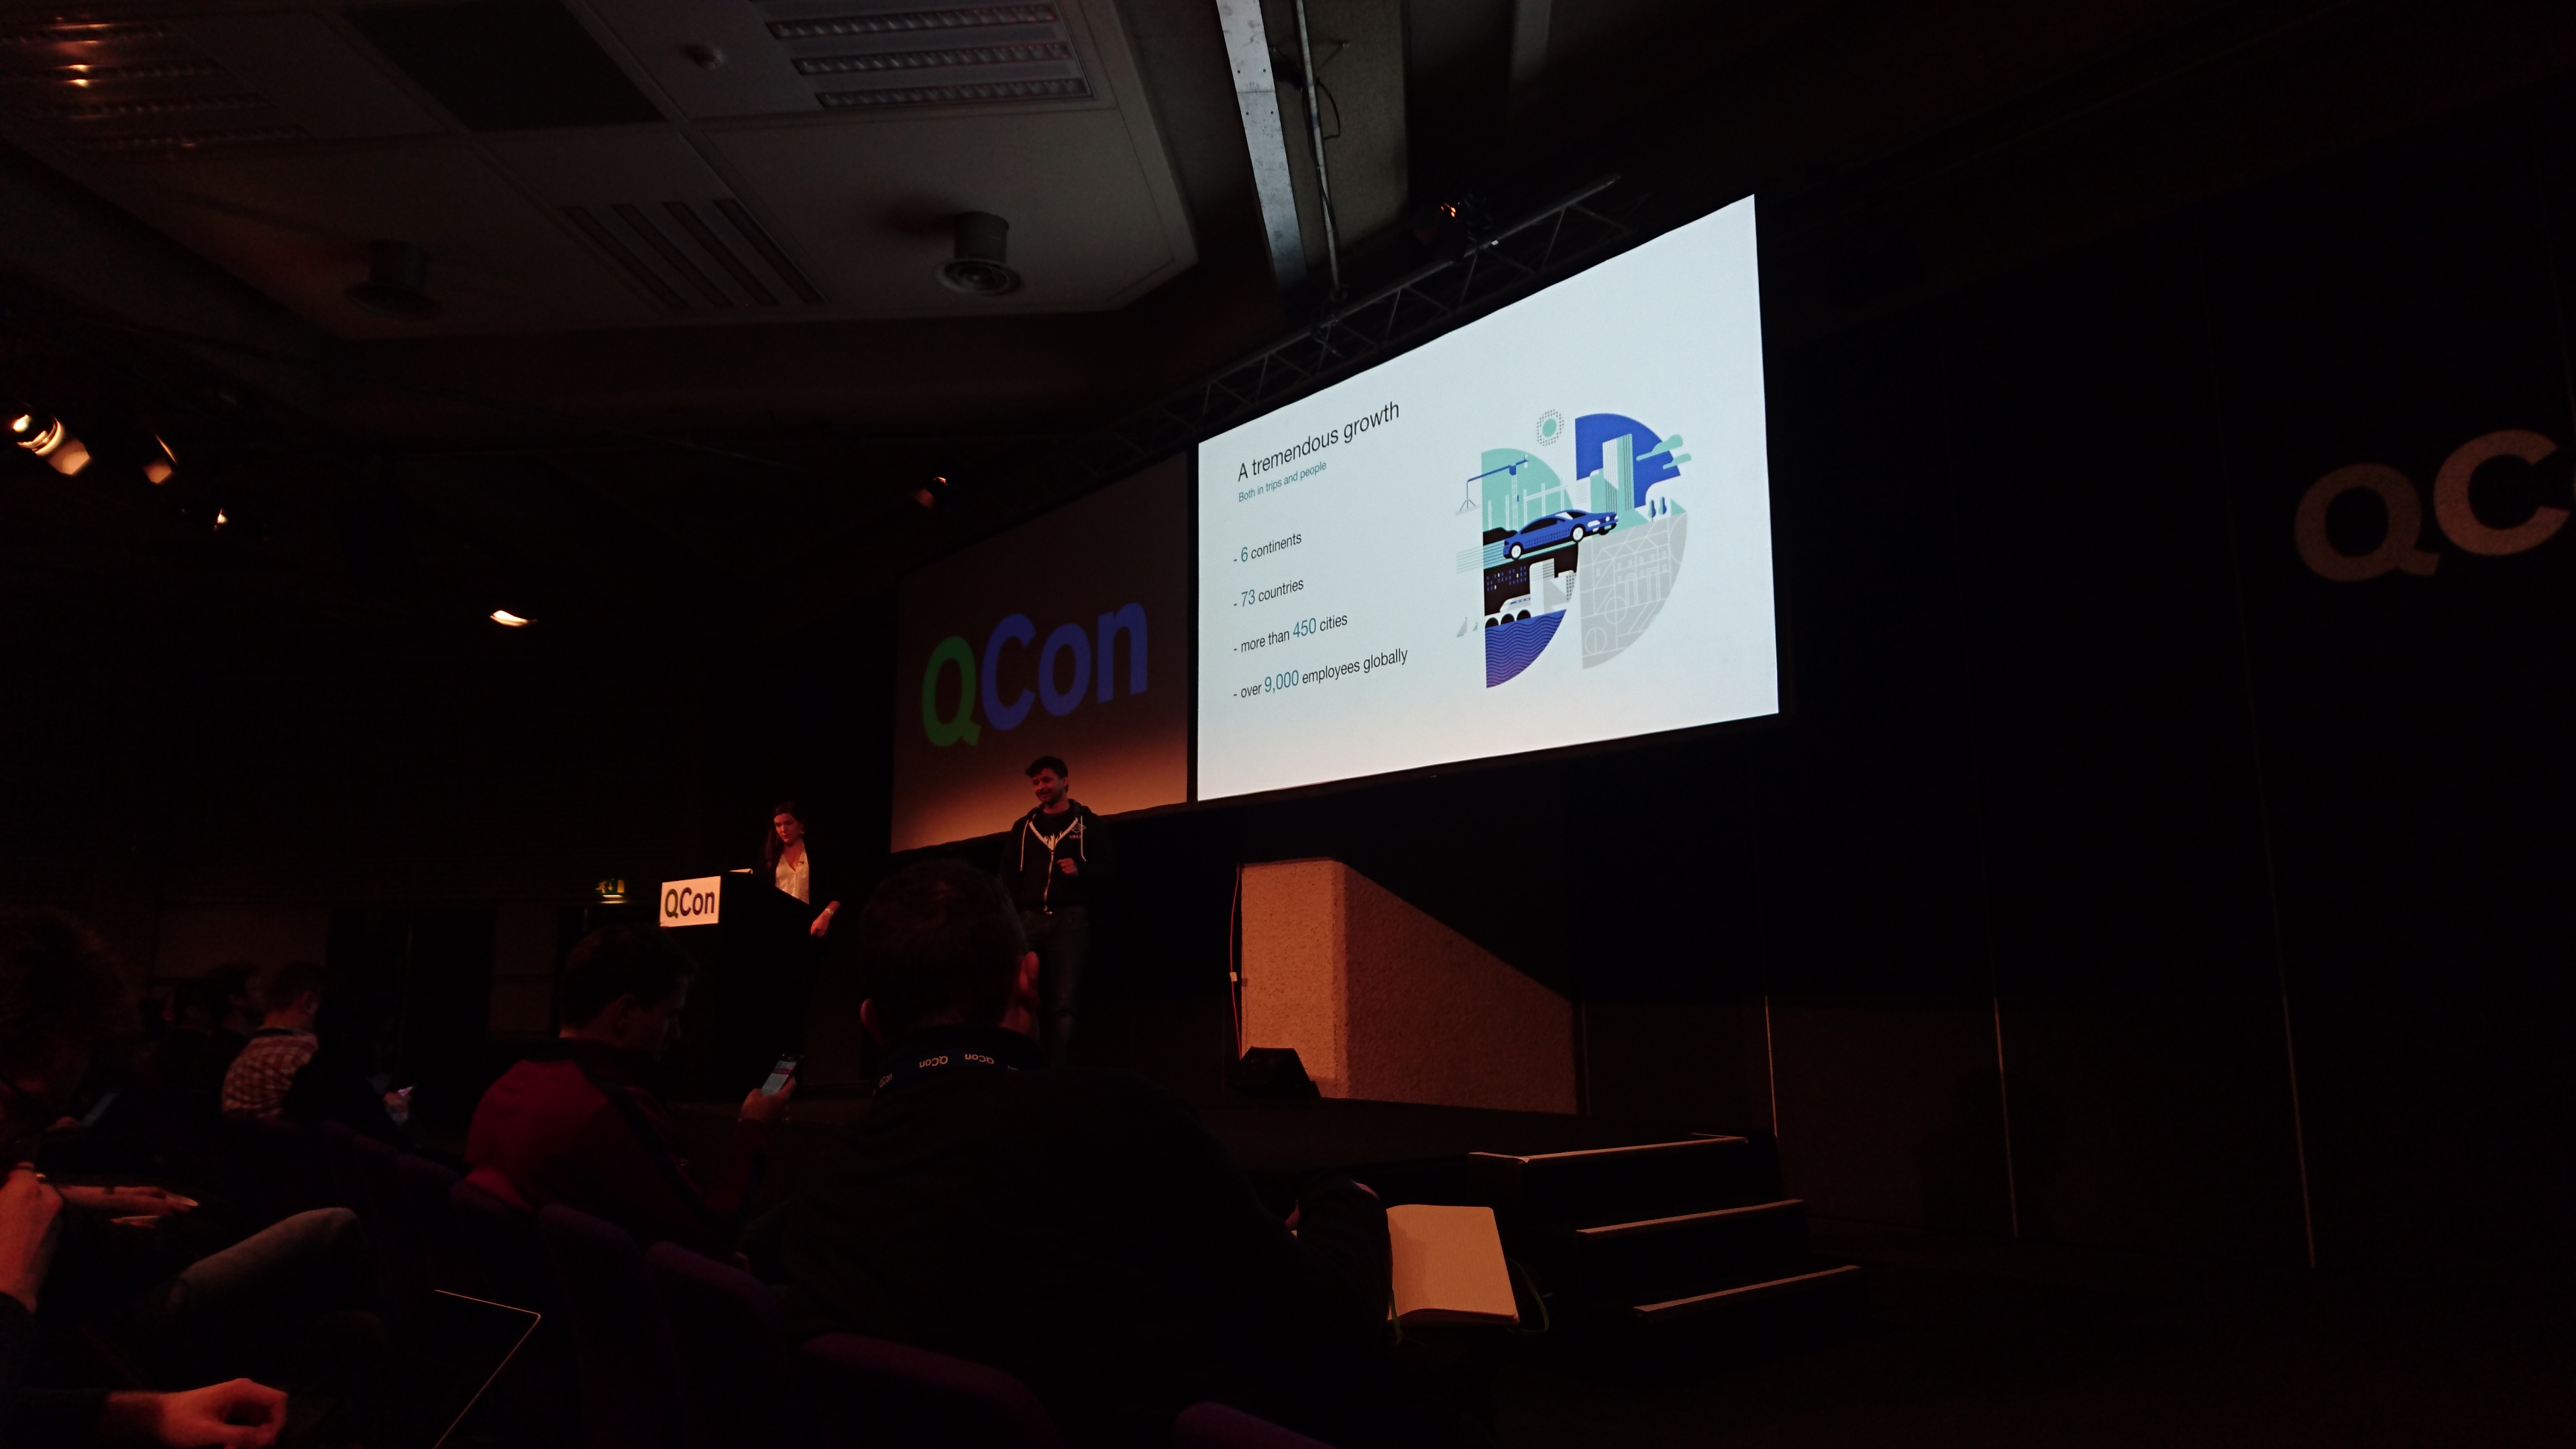 A tremendous growth
Both in trips and people
- 6 continents
- 73 countries
- more than 450 cities
- over 9,000 employees globally
QCon
QC
QCon
QCon QCon